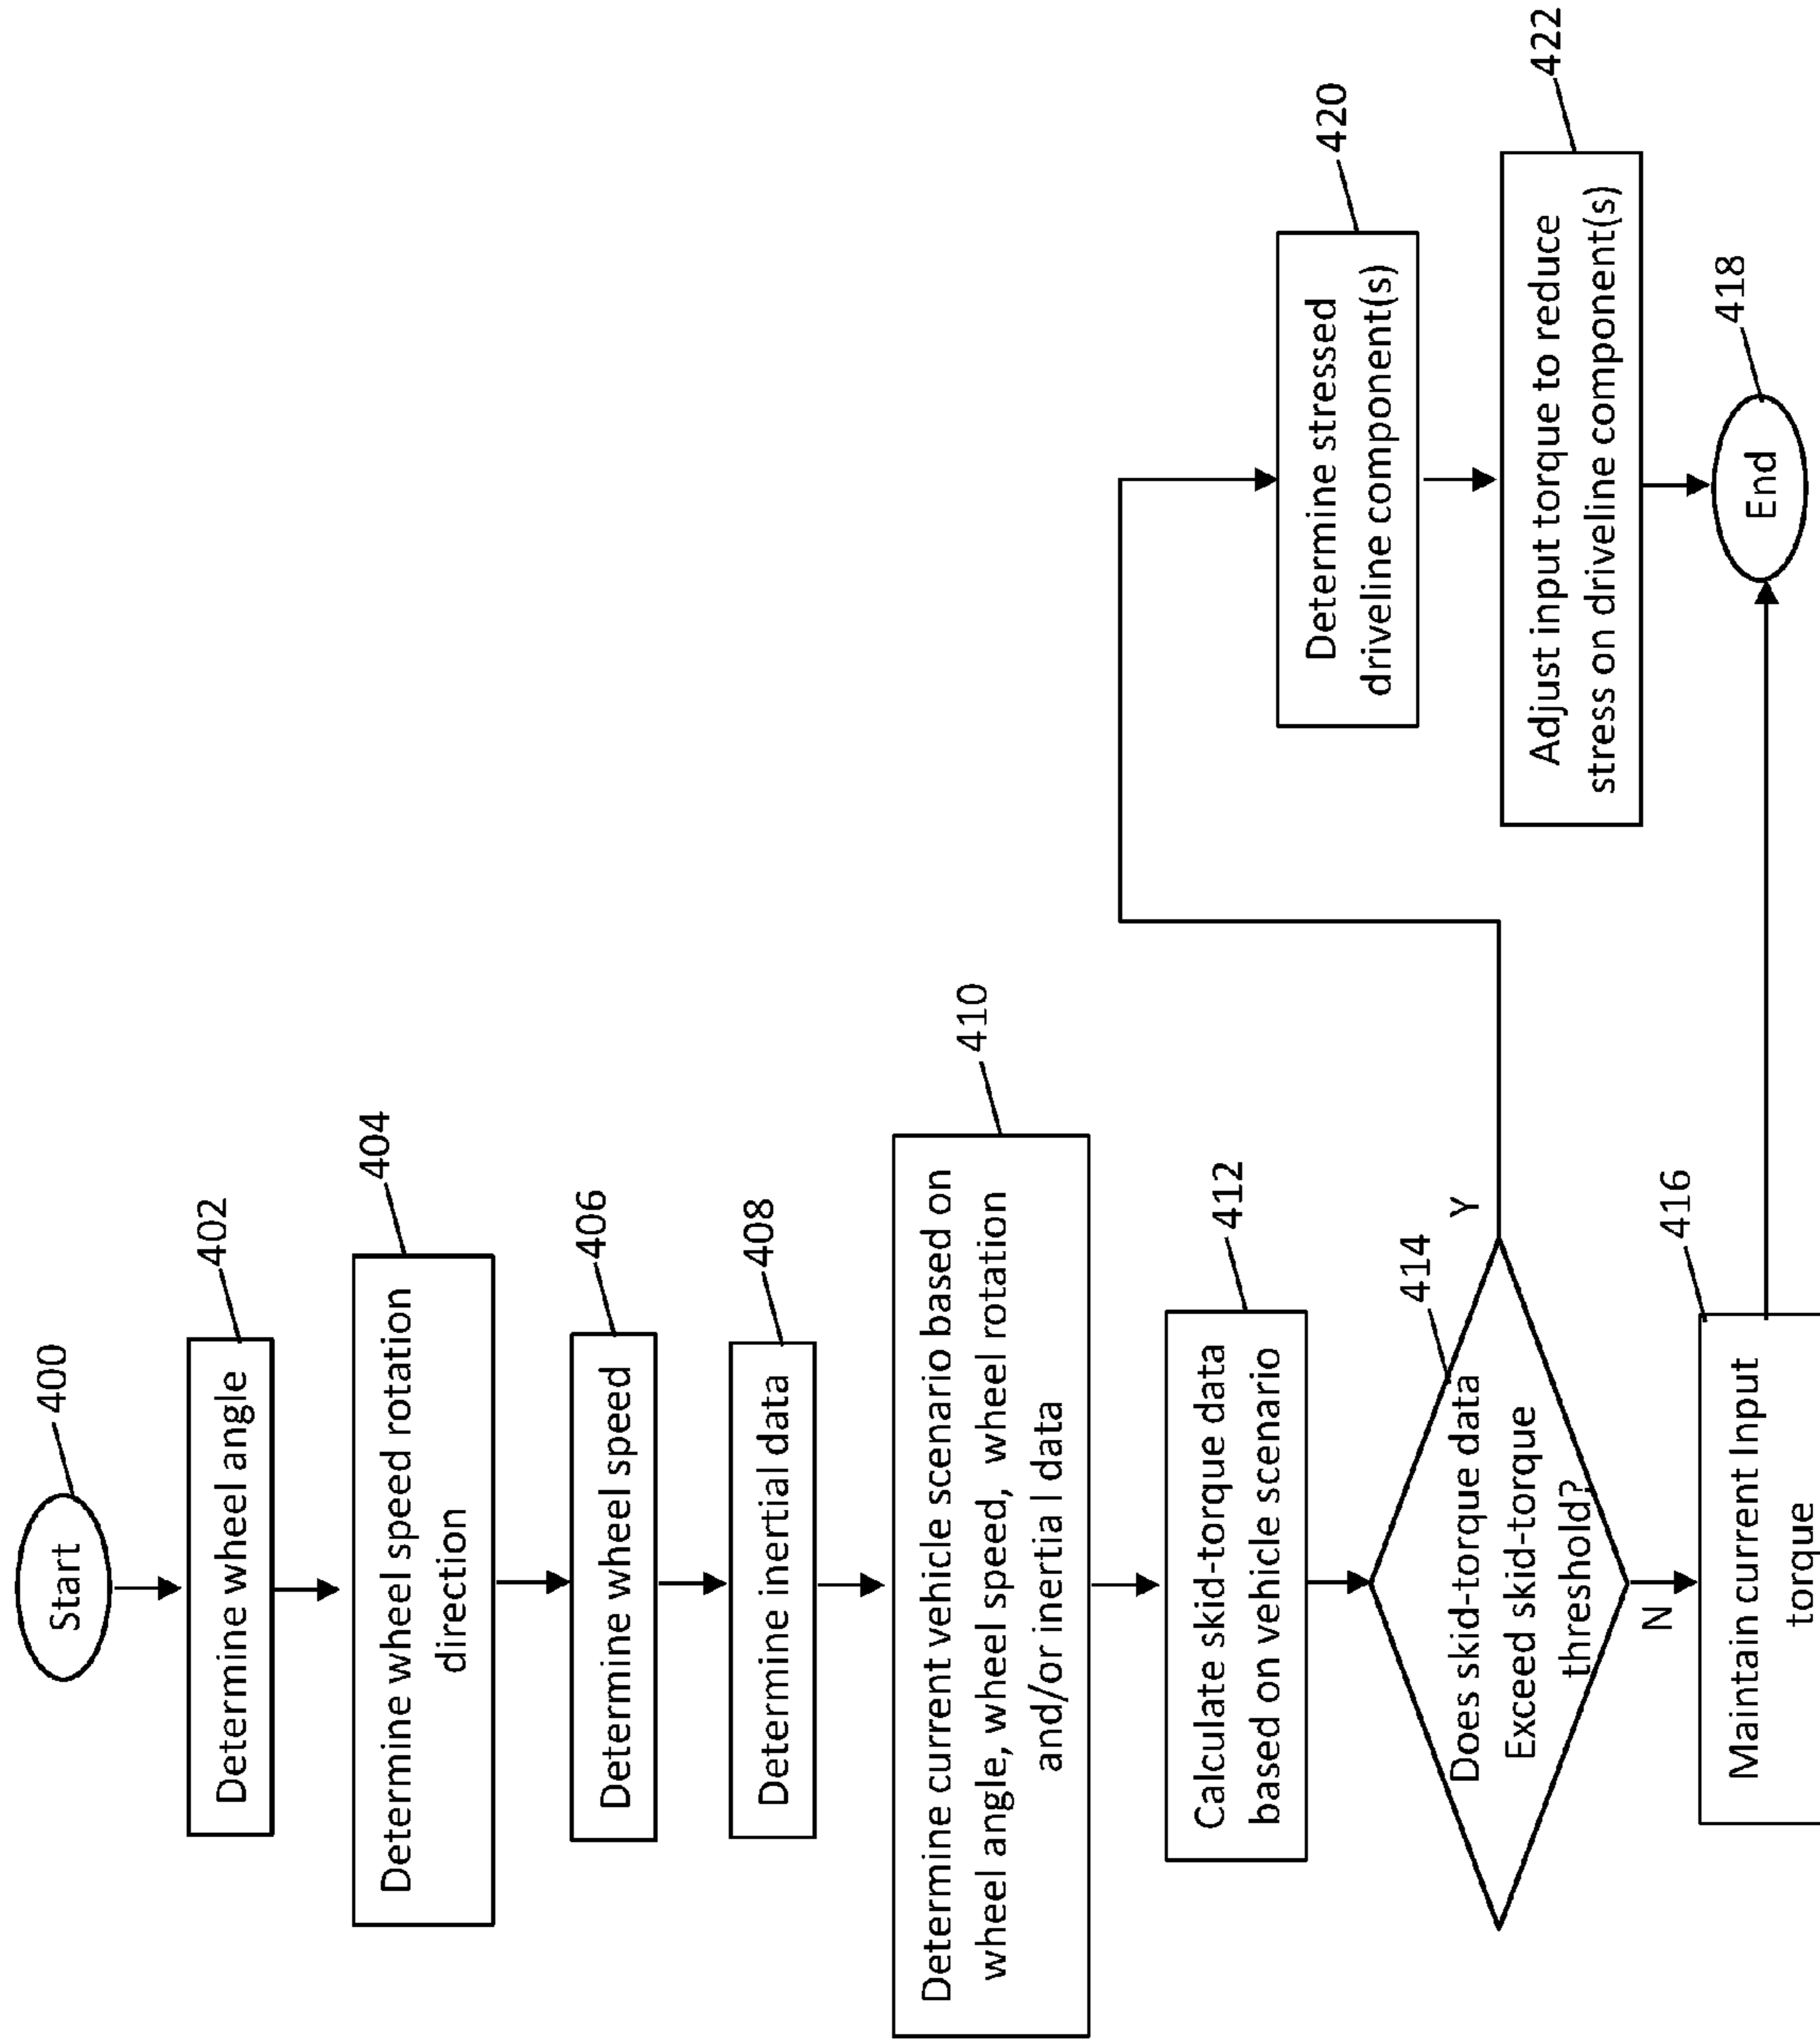 Start
400
Determine wheel angle
402
Determine wheel speed rotation
direction
404
Determine wheel speed
406
Determine inertial data
408
Determine current vehicle scenario based on
wheel angle, wheel speed, wheel rotation
and/or inertial data
410
Calculate skid-torque data
based on vehicle scenario
412
Does skid-torque data
Exceed skid-torque
threshold?
414
Y
N
Maintain current Input
torque
416
Determine stressed
driveline component(s)
420
Adjust input torque to reduce
stress on driveline component(s)
422
End
418